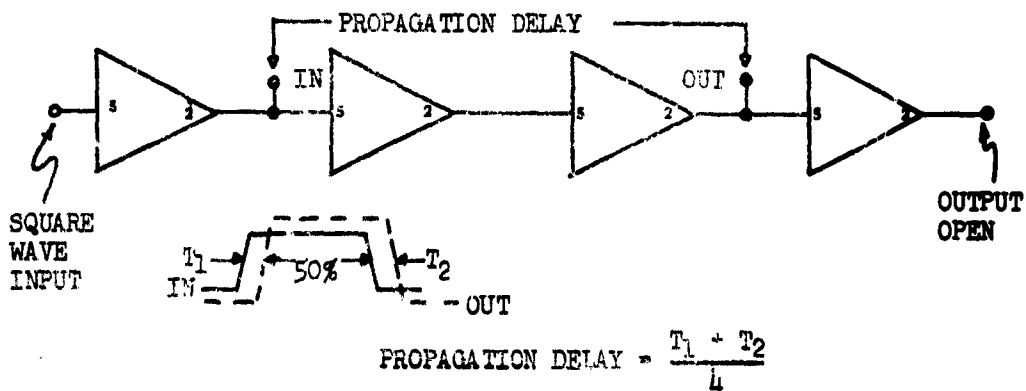 PROPAGATION DELAY
IN
OUT
5 2 5 2 5 2 5 2
SQUARE
WAVE
INPUT
OUTPUT
OPEN
T1 50% T2
IN
OUT
PROPAGATION DELAY = T1 + T2
4